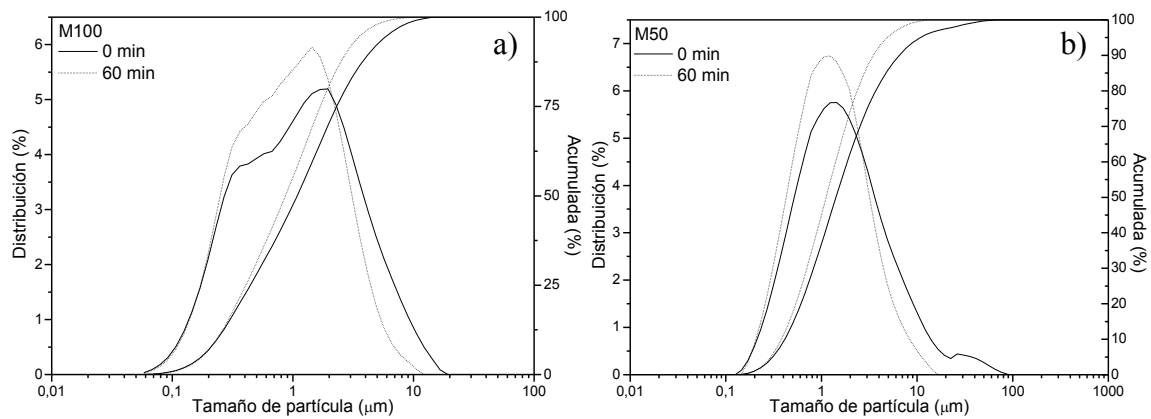 M100
0 min
60 min
a)
6
5
4
3
2
1
0
Distribuición (%)
100
75
50
25
0
Acumulada (%)
0,01 0,1 1 10 100
Tamaño de partícula (μm)
M50
0 min
60 min
b)
7
6
5
4
3
2
1
0
Distribuición (%)
100
90
80
70
60
50
40
30
20
10
0
Acumulada (%)
0,01 0,1 1 10 100 1000
Tamaño de partícula (μm)